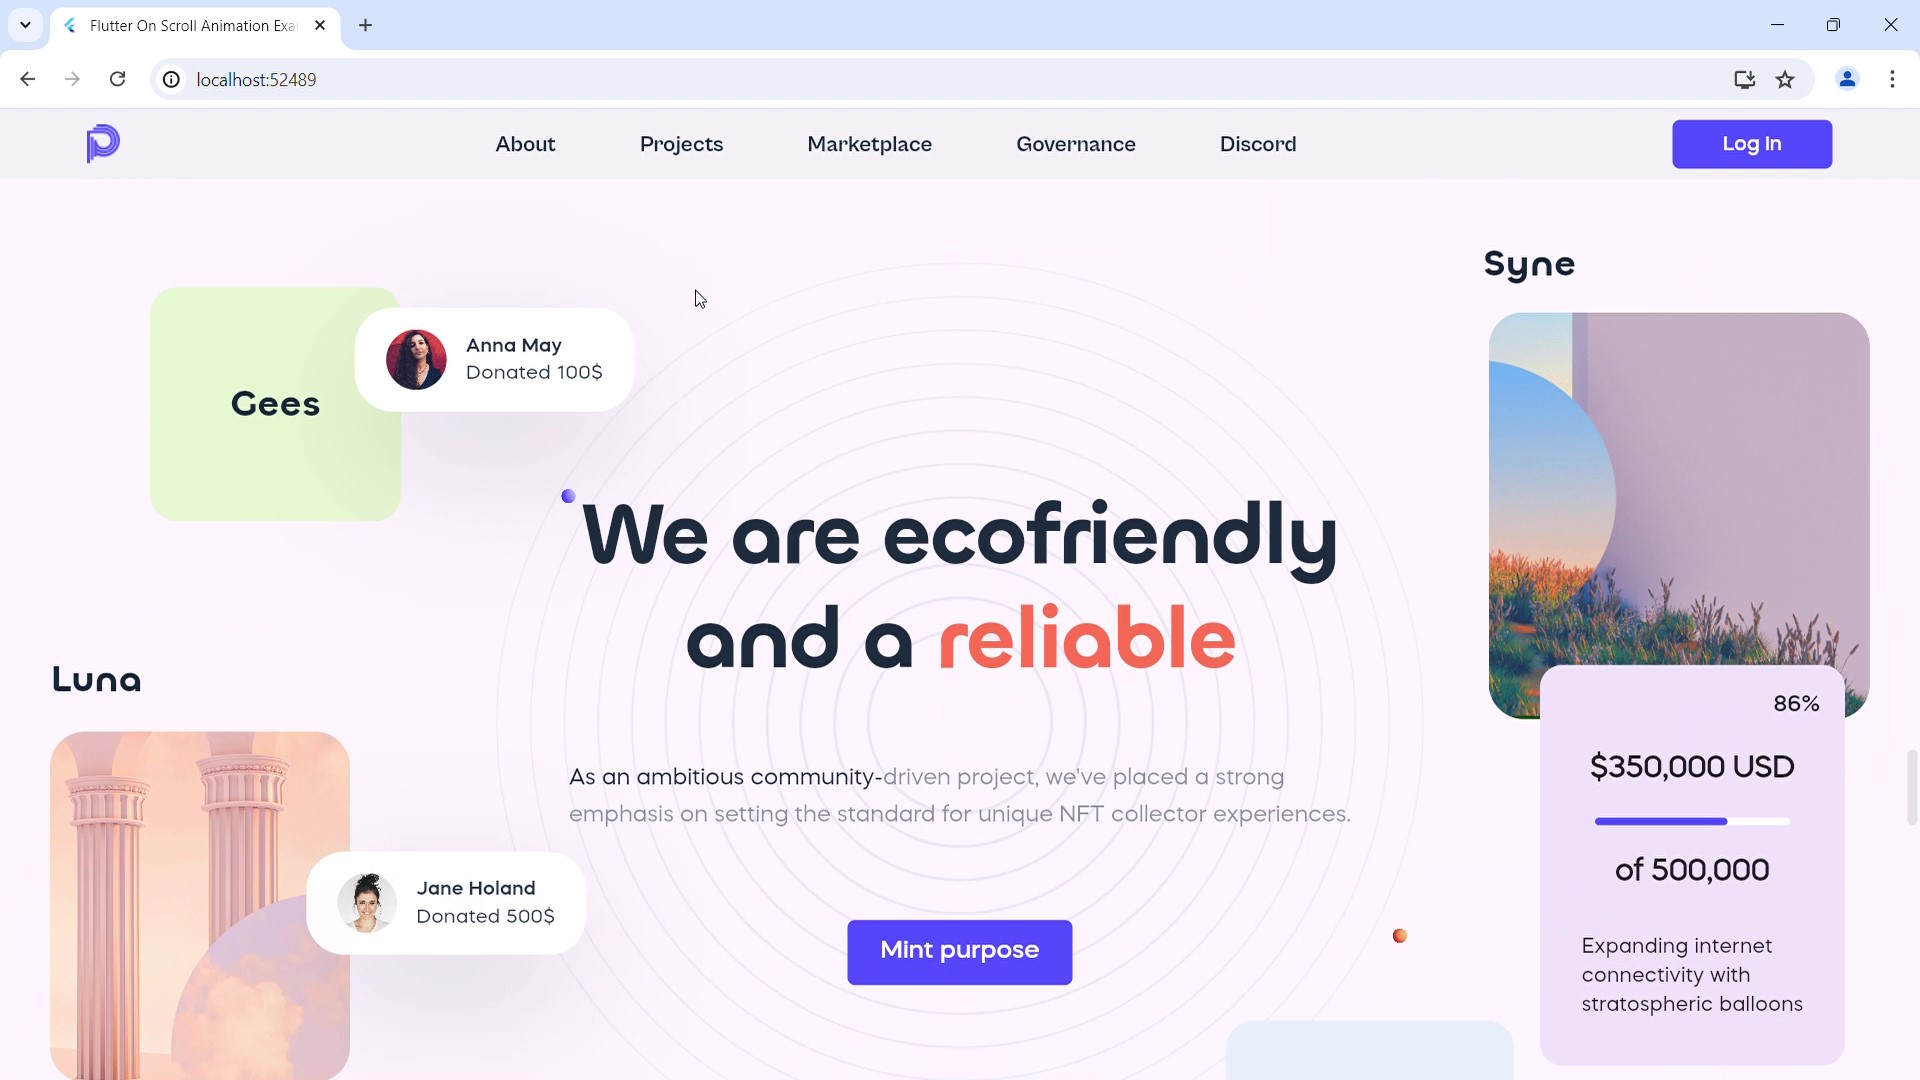 Flutter On Scroll Animation Exa
localhost:52489
About
Projects
Marketplace
Governance
Discord
Log In
Syne
Gees
Anna May
Donated 100$
We are ecofriendly
and a reliable
Luna
86%
$350,000 USD
of 500,000
As an ambitious community-driven project, we've placed a strong
emphasis on setting the standard for unique NFT collector experiences.
Jane Holand
Donated 500$
Mint purpose
Expanding internet
connectivity with
stratospheric balloons